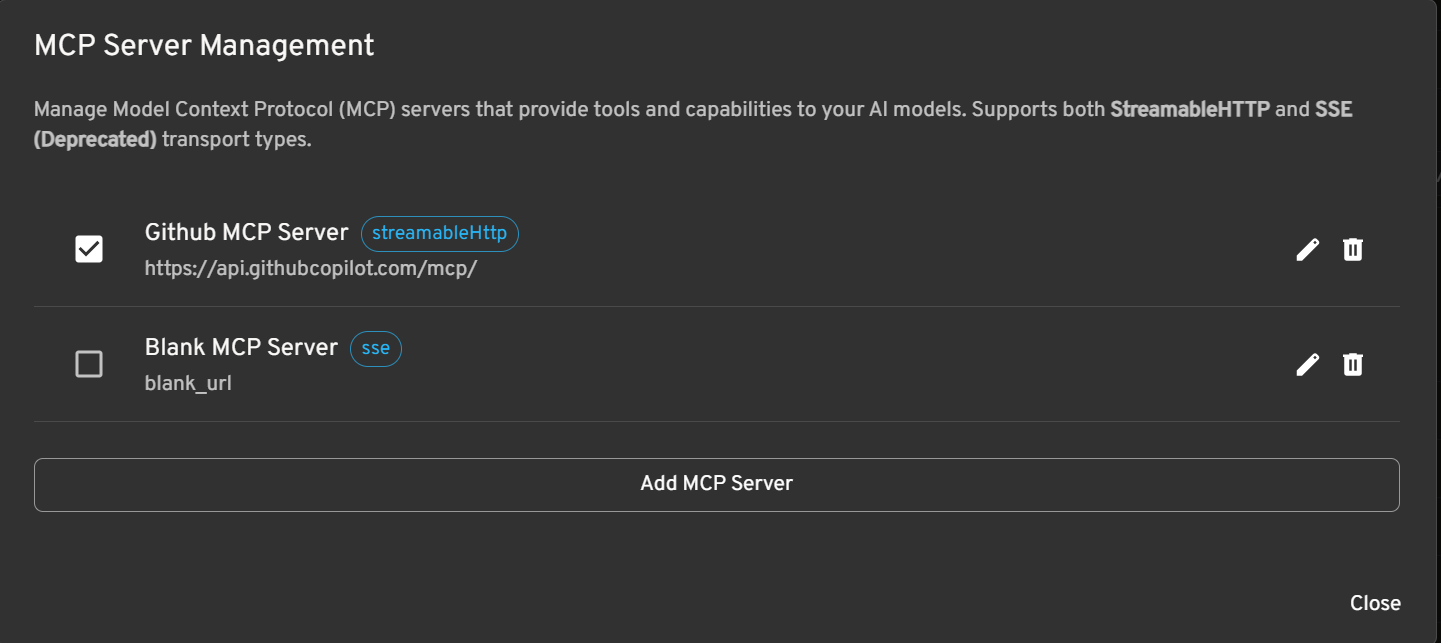 MCP Server Management
Manage Model Context Protocol (MCP) servers that provide tools and capabilities to your AI models. Supports both StreamableHTTP and SSE
(Deprecated) transport types.
Github MCP Server streamableHttp
https://api.githubcopilot.com/mcp/
Blank MCP Server sse
blank_url
Add MCP Server
Close